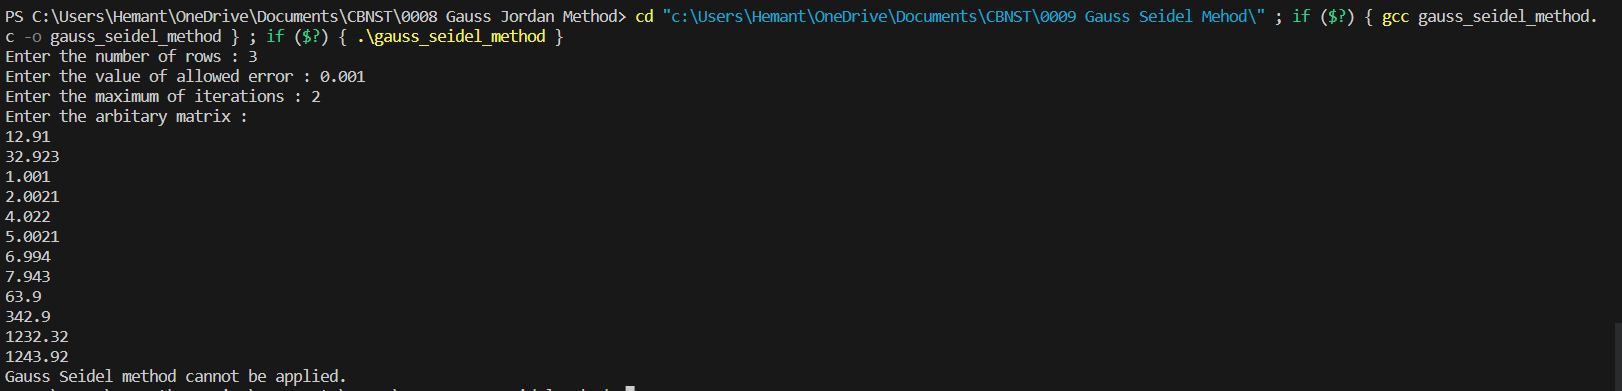 PS C:\Users\Hemant\OneDrive\Documents\CBNST\0008 Gauss Jordan Method> cd "c:\Users\Hemant\OneDrive\Documents\CBNST\0009 Gauss Seidel Mehod\" ; if ($?) { gcc gauss_seidel_method.
c -o gauss_seidel_method } ; if ($?) { .\gauss_seidel_method }
Enter the number of rows : 3
Enter the value of allowed error : 0.001
Enter the maximum of iterations : 2
Enter the arbitary matrix :
12.91
32.923
1.001
2.0021
4.022
5.0021
6.994
7.943
63.9
342.9
1232.32
1243.92
Gauss Seidel method cannot be applied.